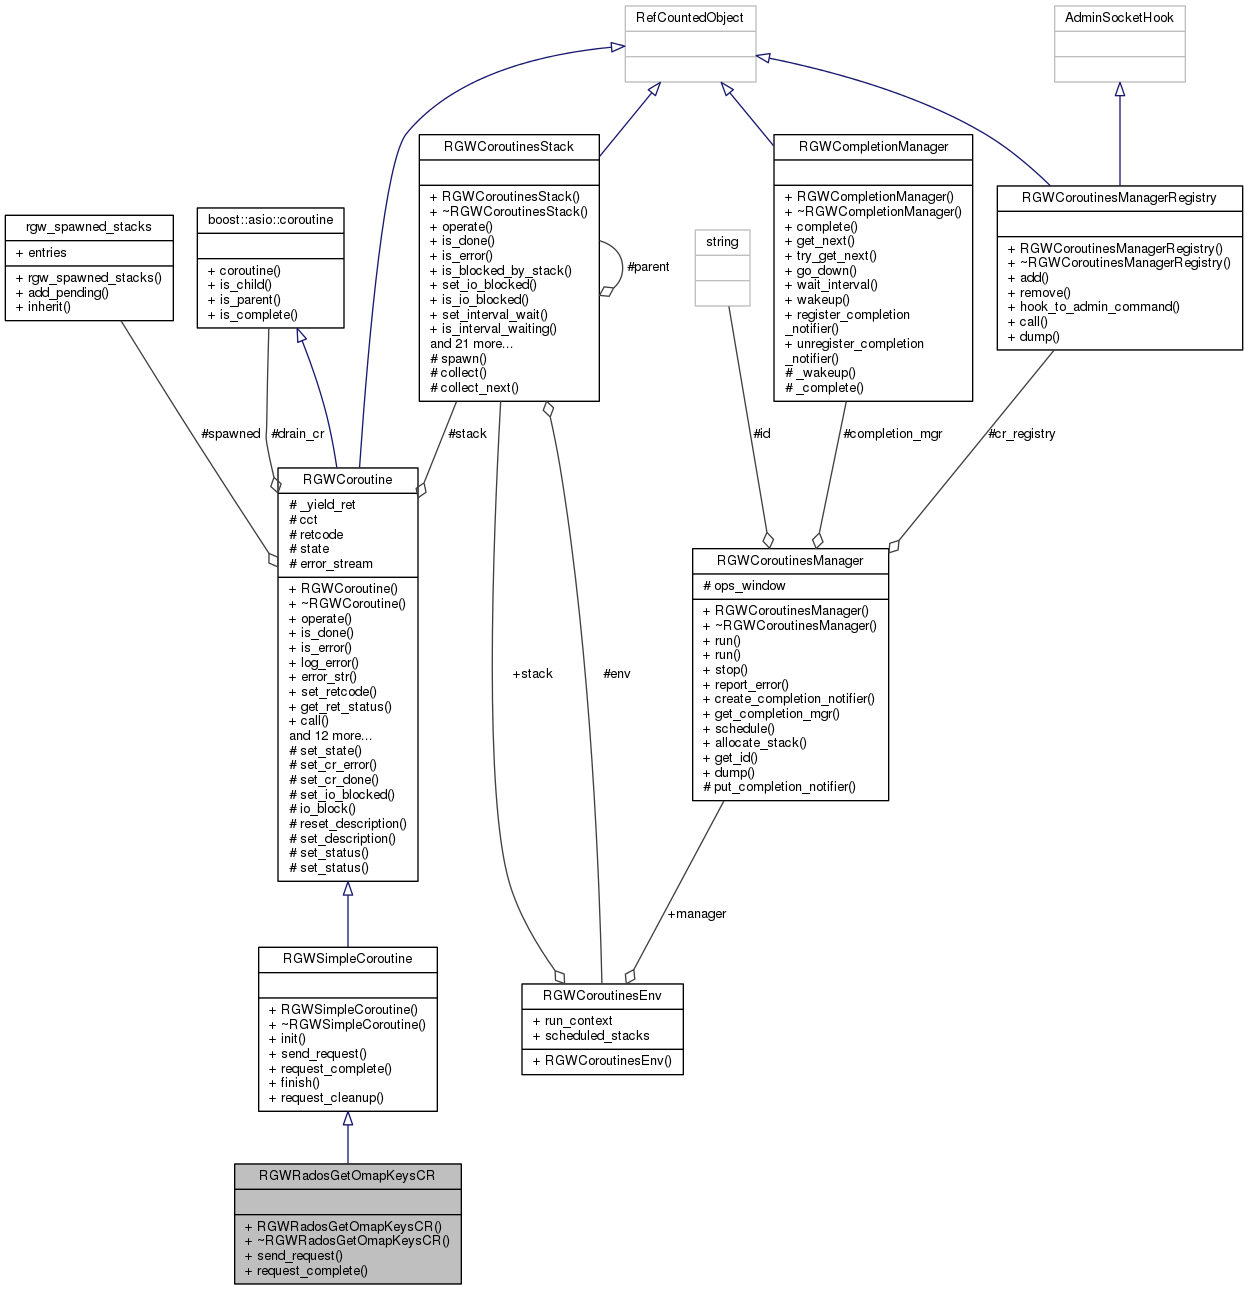 RefCountedObject
AdminSocketHook
RGWCoroutinesStack
+ RGWCoroutinesStack()
+ ~RGWCoroutinesStack()
+ operate()
+ is_done()
+ is_error()
+ is_blocked_by_stack()
+ set_io_blocked()
+ is_io_blocked()
+ set_interval_wait()
+ is_interval_waiting()
and 21 more...
# spawn()
# collect()
# collect_next()
#parent
RGWCompletionManager
+ RGWCompletionManager()
+ ~RGWCompletionManager()
+ complete()
+ get_next()
+ try_get_next()
+ go_down()
+ wait_interval()
+ wakeup()
+ register_completion
_notifier()
+ unregister_completion
_notifier()
# _wakeup()
# _complete()
RGWCoroutinesManagerRegistry
+ RGWCoroutinesManagerRegistry()
+ ~RGWCoroutinesManagerRegistry()
+ add()
+ remove()
+ hook_to_admin_command()
+ call()
+ dump()
rgw_spawned_stacks
+ entries
+ rgw_spawned_stacks()
+ add_pending()
+ inherit()
boost::asio::coroutine
+ coroutine()
+ is_child()
+ is_parent()
+ is_complete()
string
#spawned
#drain_cr
#stack
#id
#completion_mgr
#cr_registry
RGWCoroutine
# _yield_ret
# cct
# retcode
# state
# error_stream
+ RGWCoroutine()
+ ~RGWCoroutine()
+ operate()
+ is_done()
+ is_error()
+ log_error()
+ error_str()
+ set_retcode()
+ get_ret_status()
+ call()
and 12 more...
# set_state()
# set_cr_error()
# set_cr_done()
# set_io_blocked()
# io_block()
# reset_description()
# set_description()
# set_status()
# set_status()
RGWCoroutinesManager
# ops_window
+ RGWCoroutinesManager()
+ ~RGWCoroutinesManager()
+ run()
+ run()
+ stop()
+ report_error()
+ create_completion_notifier()
+ get_completion_mgr()
+ schedule()
+ allocate_stack()
+ get_id()
+ dump()
# put_completion_notifier()
+stack
#env
+manager
RGWSimpleCoroutine
+ RGWSimpleCoroutine()
+ ~RGWSimpleCoroutine()
+ init()
+ send_request()
+ request_complete()
+ finish()
+ request_cleanup()
RGWCoroutinesEnv
+ run_context
+ scheduled_stacks
+ RGWCoroutinesEnv()
RGWRadosGetOmapKeysCR
+ RGWRadosGetOmapKeysCR()
+ ~RGWRadosGetOmapKeysCR()
+ send_request()
+ request_complete()